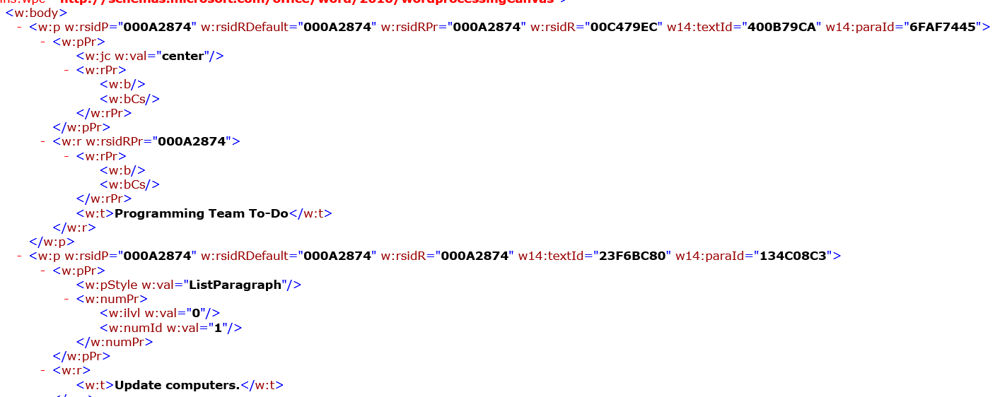 ns:wpc="http://schemas.microsoft.com/office/word/2010/wordprocessingCanvas">
<w:body>
- <w:p w:rsidP="000A2874" w:rsidRDefault="000A2874" w:rsidRPr="000A2874" w:rsidR="00C479EC" w14:textId="400B79CA" w14:paraId="6FAF7445">
- <w:pPr>
<w:jc w:val="center"/>
- <w:rPr>
<w:b/>
<w:bCs/>
</w:rPr>
</w:pPr>
- <w:r w:rsidRPr="000A2874">
- <w:rPr>
<w:b/>
<w:bCs/>
</w:rPr>
<w:t>Programming Team To-Do</w:t>
</w:r>
</w:p>
- <w:p w:rsidP="000A2874" w:rsidRDefault="000A2874" w:rsidR="000A2874" w14:textId="23F6BC80" w14:paraId="134C08C3">
- <w:pPr>
<w:pStyle w:val="ListParagraph"/>
- <w:numPr>
<w:ilvl w:val="0"/>
<w:numId w:val="1"/>
</w:numPr>
</w:pPr>
- <w:r>
<w:t>Update computers.</w:t>